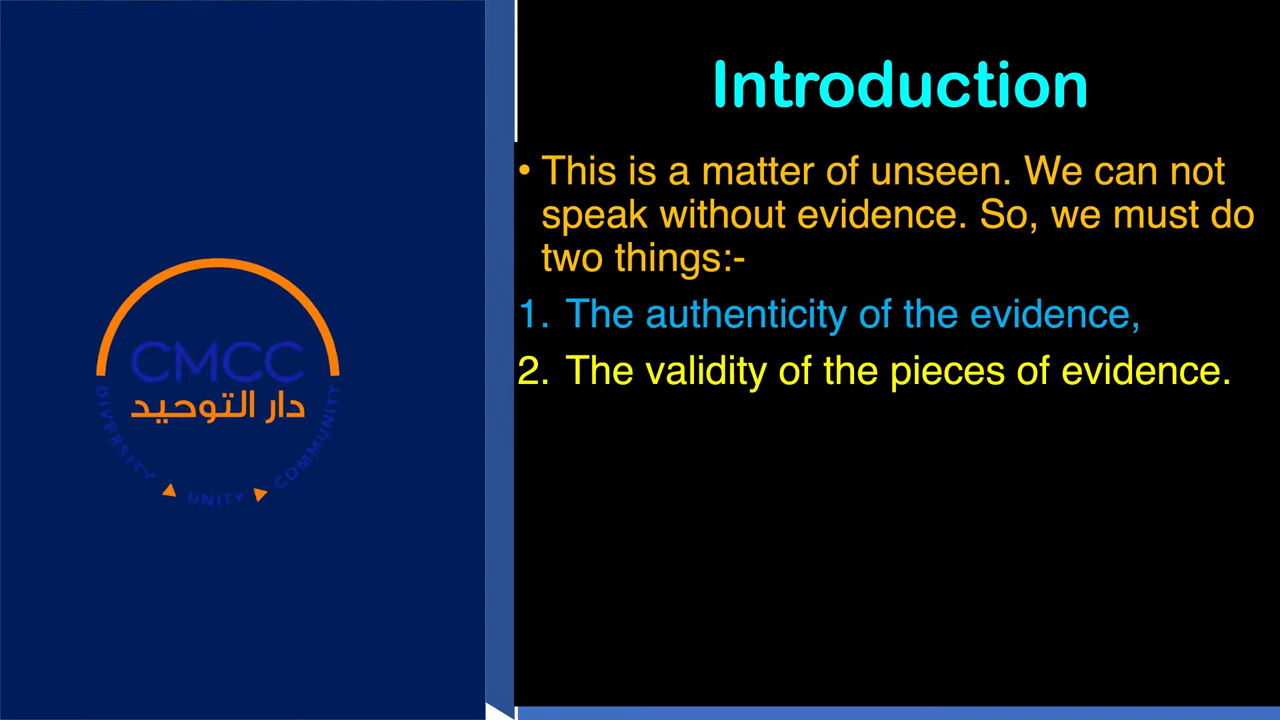 CMCC
دار التوحيد
DIVERSITY UNITY COMMUNITY
Introduction
• This is a matter of unseen. We can not
speak without evidence. So, we must do
two things:-
1. The authenticity of the evidence,
2. The validity of the pieces of evidence.